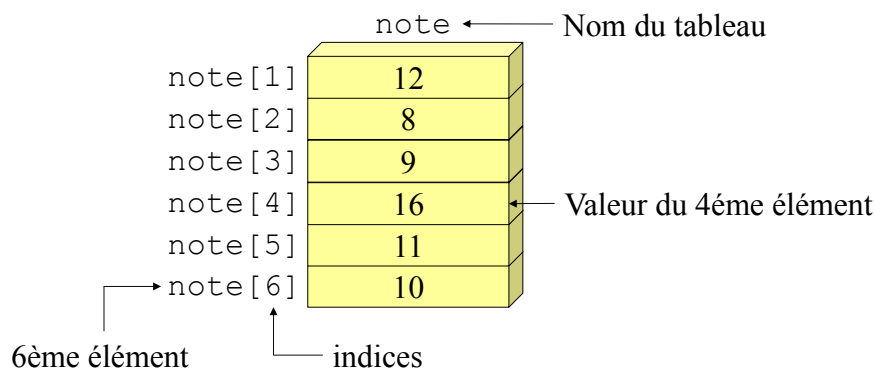 note Nom du tableau
note[1] 12
note[2] 8
note[3] 9
note[4] 16 Valeur du 4éme élément
note[5] 11
note[6] 10
6ème élément indices